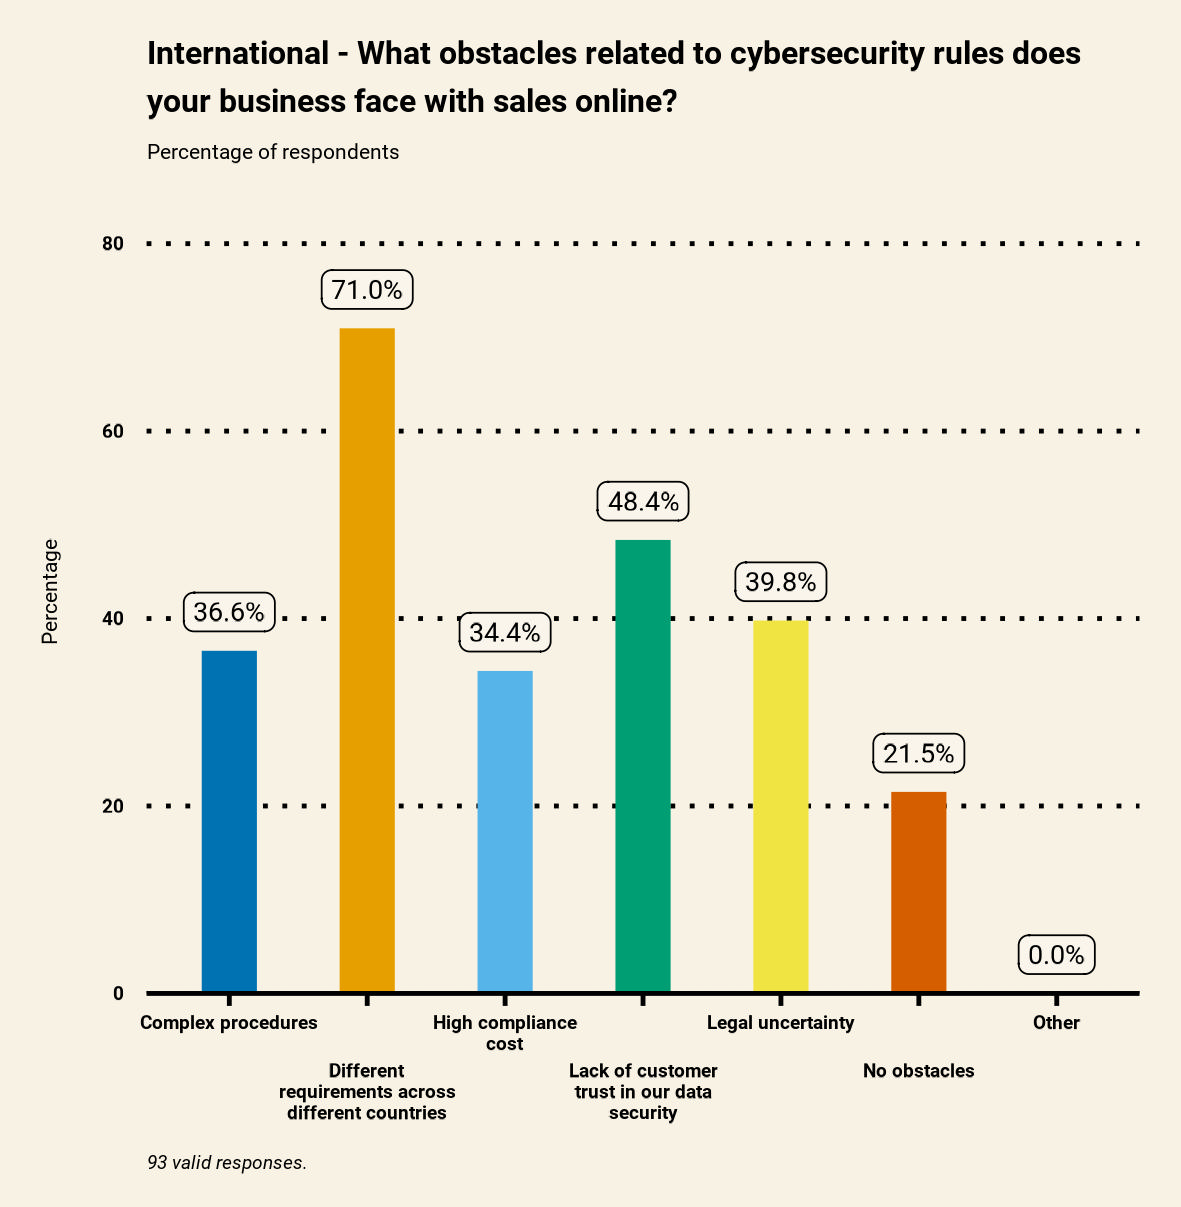 International - What obstacles related to cybersecurity rules does
your business face with sales online?
Percentage of respondents
Percentage
80
60
40
20
0
36.6%
71.0%
34.4%
48.4%
39.8%
21.5%
0.0%
Complex procedures
Different
requirements across
different countries
High compliance
cost
Lack of customer
trust in our data
security
Legal uncertainty
No obstacles
Other
93 valid responses.